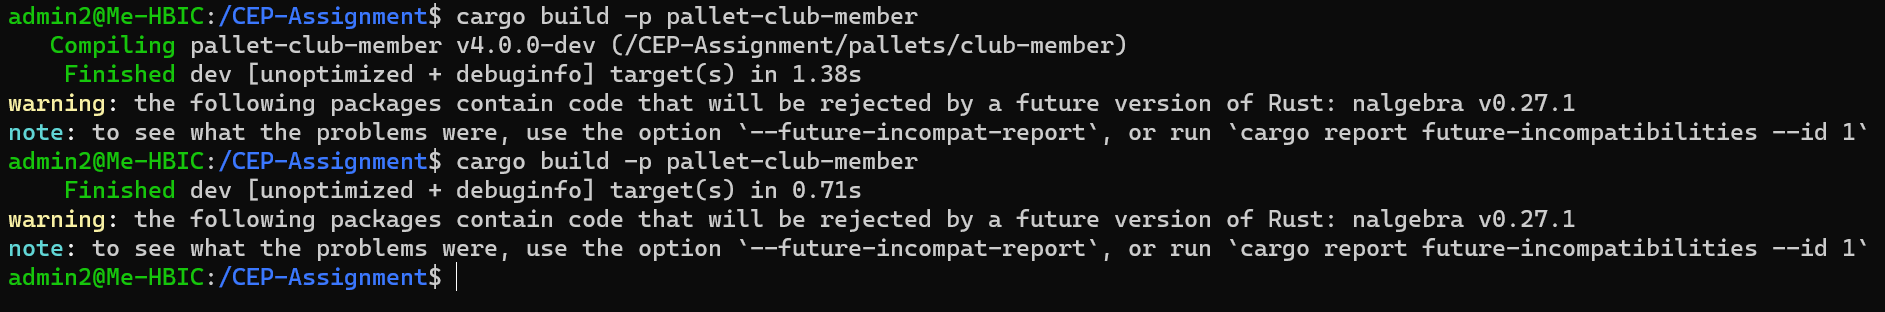 admin2@Me-HBIC:/CEP-Assignment$ cargo build -p pallet-club-member
   Compiling pallet-club-member v4.0.0-dev (/CEP-Assignment/pallets/club-member)
    Finished dev [unoptimized + debuginfo] target(s) in 1.38s
warning: the following packages contain code that will be rejected by a future version of Rust: nalgebra v0.27.1
note: to see what the problems were, use the option `--future-incompat-report`, or run `cargo report future-incompatibilities --id 1`
admin2@Me-HBIC:/CEP-Assignment$ cargo build -p pallet-club-member
    Finished dev [unoptimized + debuginfo] target(s) in 0.71s
warning: the following packages contain code that will be rejected by a future version of Rust: nalgebra v0.27.1
note: to see what the problems were, use the option `--future-incompat-report`, or run `cargo report future-incompatibilities --id 1`
admin2@Me-HBIC:/CEP-Assignment$